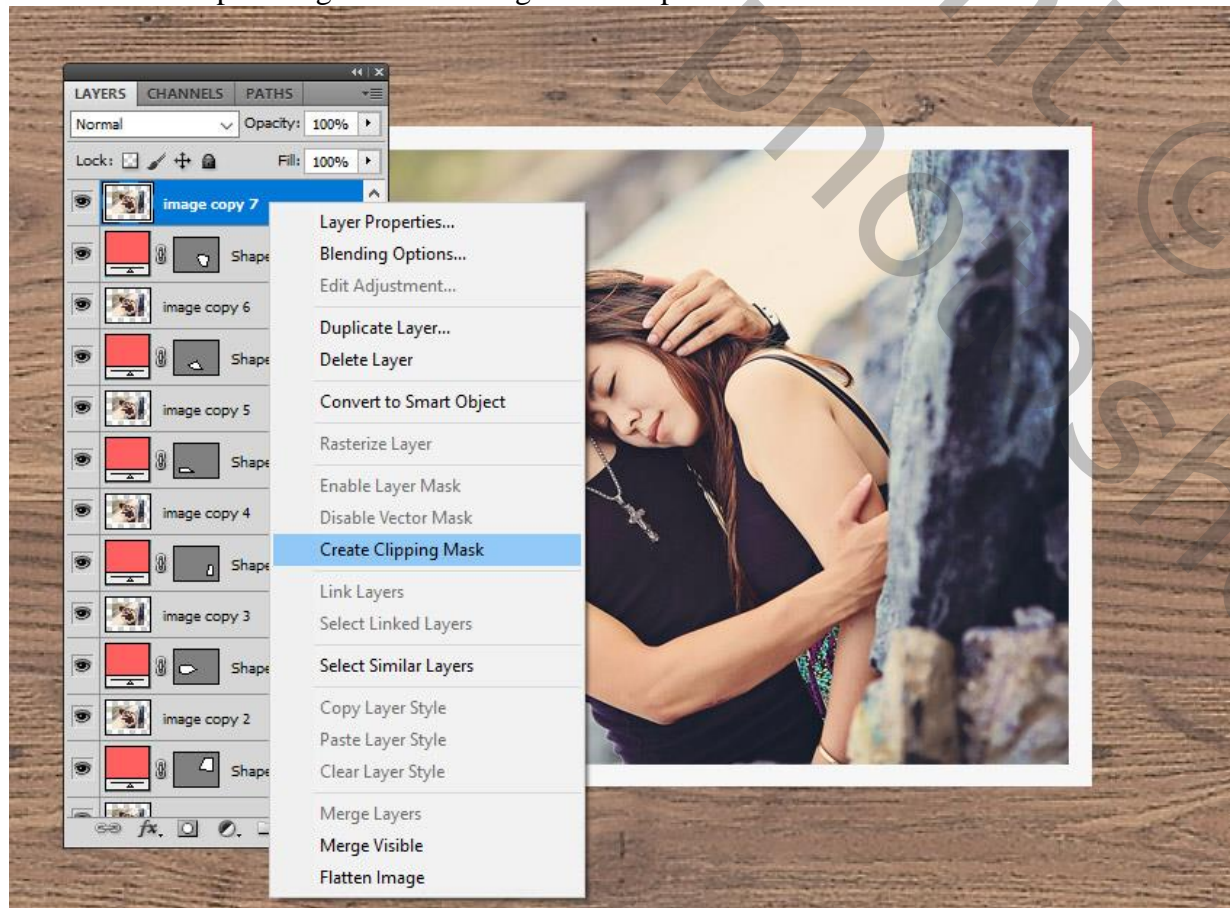 LAYERS CHANNELS PATHS
Normal Opacity: 100%
Lock: Fill: 100%
image copy 7
Shape
image copy 6
Shape
image copy 5
Shape
image copy 4
Shape
image copy 3
Shape
image copy 2
Shape
fx.
Layer Properties...
Blending Options...
Edit Adjustment...
Duplicate Layer...
Delete Layer
Convert to Smart Object
Rasterize Layer
Enable Layer Mask
Disable Vector Mask
Create Clipping Mask
Link Layers
Select Linked Layers
Select Similar Layers
Copy Layer Style
Paste Layer Style
Clear Layer Style
Merge Layers
Merge Visible
Flatten Image
©